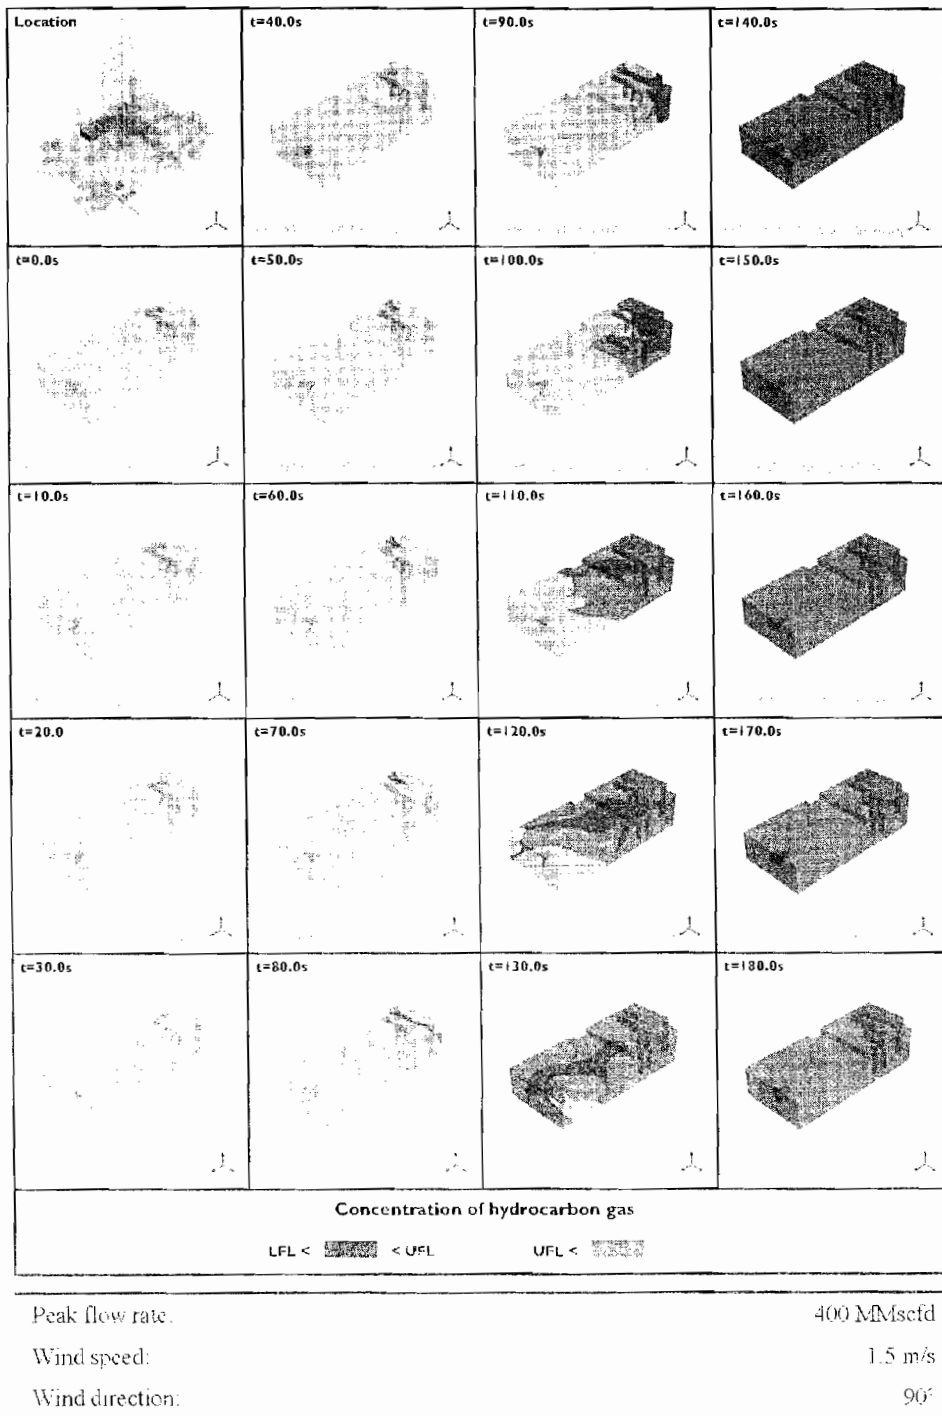 Location
t=40.0s
t=90.0s
t=140.0s
t=0.0s
t=50.0s
t=100.0s
t=150.0s
t=10.0s
t=60.0s
t=110.0s
t=160.0s
t=20.0
t=70.0s
t=120.0s
t=170.0s
t=30.0s
t=80.0s
t=130.0s
t=180.0s
Concentration of hydrocarbon gas
LFL < < UFL UFL <
Peak flow rate: 400 MMscfd
Wind speed: 1.5 m/s
Wind direction: 90°